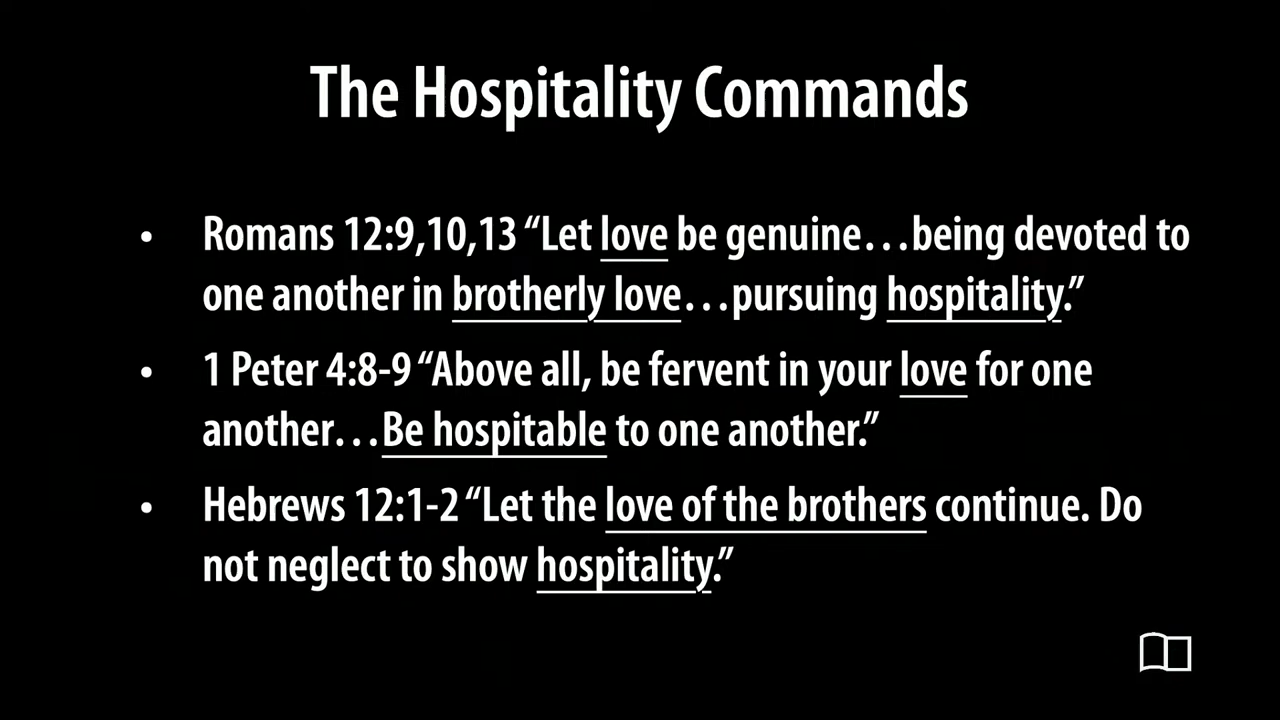 The Hospitality Commands
• Romans 12:9,10,13 “Let love be genuine…being devoted to
one another in brotherly love…pursuing hospitality.”
• 1 Peter 4:8-9 “Above all, be fervent in your love for one
another…Be hospitable to one another.”
• Hebrews 12:1-2 “Let the love of the brothers continue. Do
not neglect to show hospitality.”